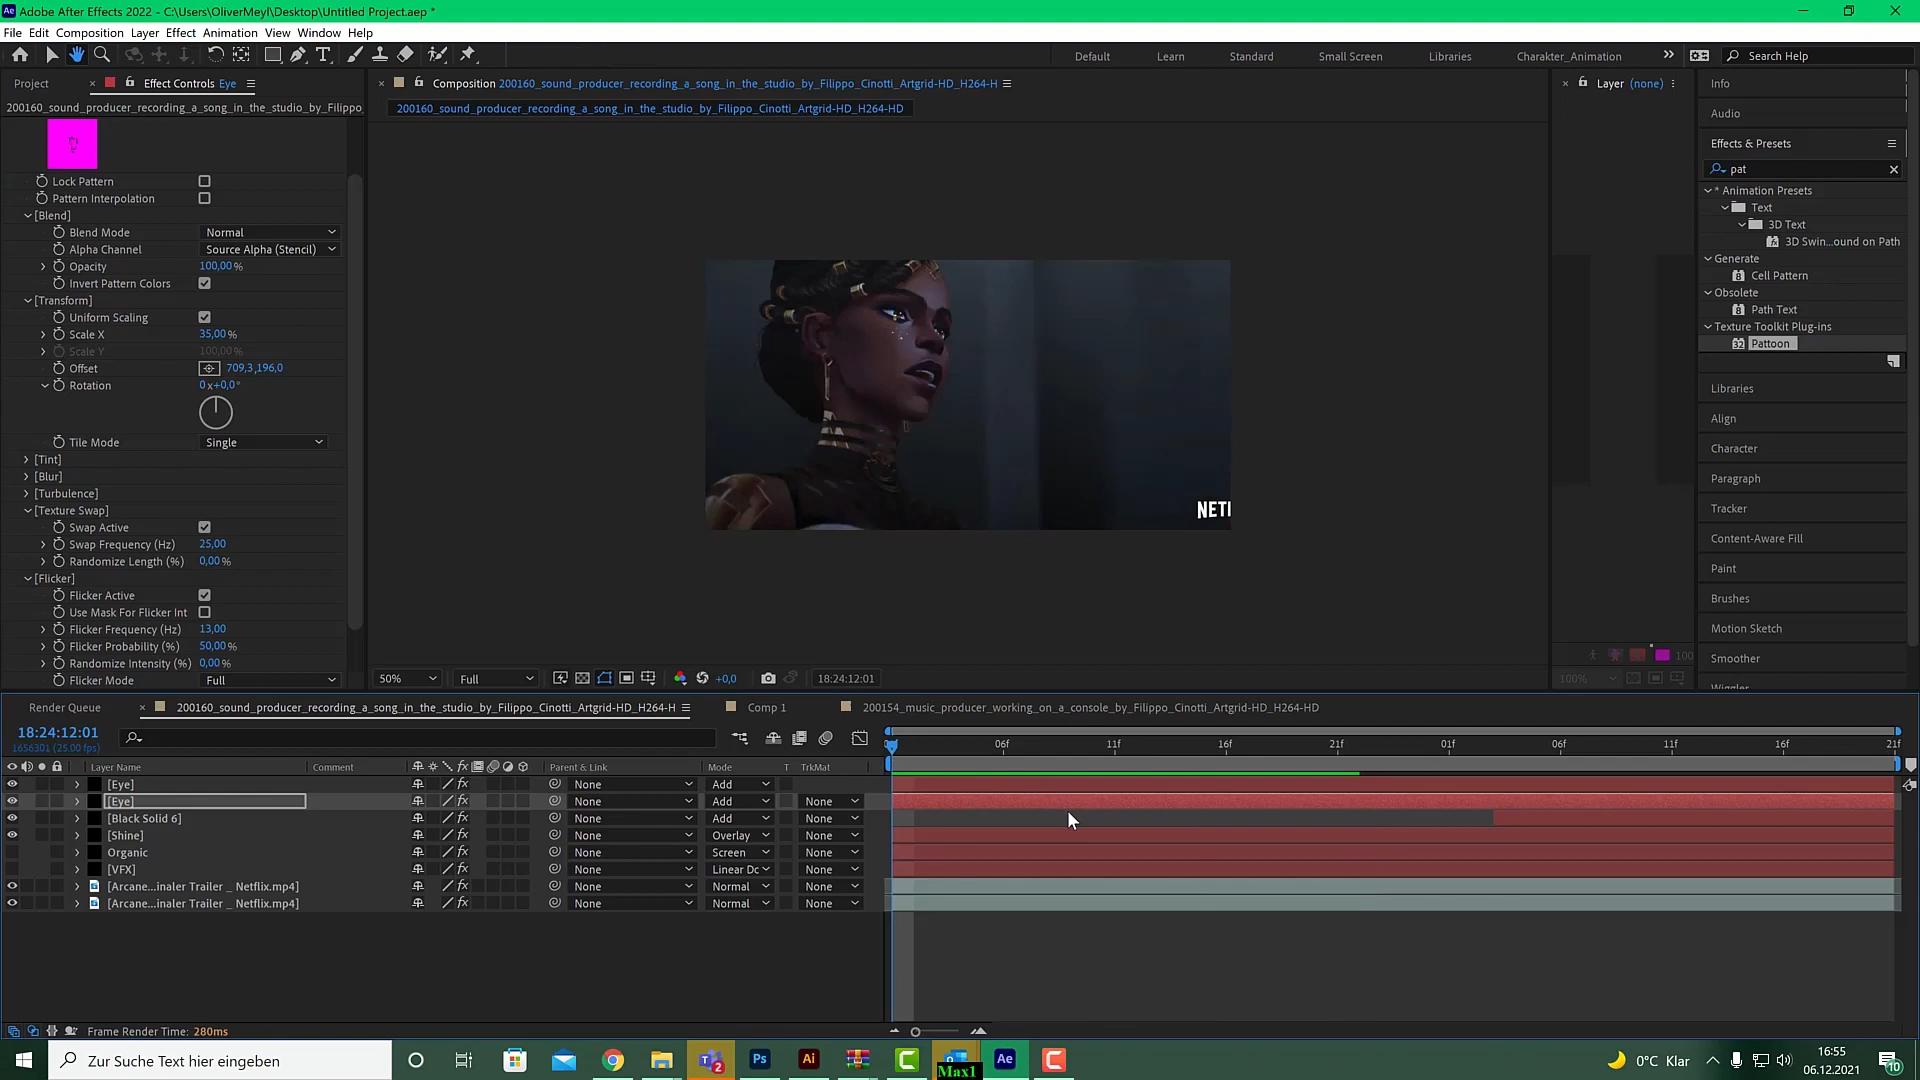 Adobe After Effects 2022 - C:\Users\OliverMeyl\Desktop\Untitled Project.aep *
File Edit Composition Layer Effect Animation View Window Help
Default Learn Standard Small Screen Libraries Charakter_Animation Search Help
Project Effect Controls Eye
200160_sound_producer_recording_a_song_in_the_studio_by_Filippo
Lock Pattern
Pattern Interpolation
[Blend]
Blend Mode Normal
Alpha Channel Source Alpha (Stencil)
Opacity 100,00 %
Invert Pattern Colors
[Transform]
Uniform Scaling
Scale X 35,00 %
Scale Y 100,00 %
Offset 709,3,196,0
Rotation 0 x+0,0°
Tile Mode Single
[Tint]
[Blur]
[Turbulence]
[Texture Swap]
Swap Active
Swap Frequency (Hz) 25,00
Randomize Length (%) 0,00 %
[Flicker]
Flicker Active
Use Mask For Flicker Int
Flicker Frequency (Hz) 13,00
Flicker Probability (%) 50,00 %
Randomize Intensity (%) 0,00 %
Flicker Mode Full
Composition 200160_sound_producer_recording_a_song_in_the_studio_by_Filippo_Cinotti_Artgrid-HD_H264-H
200160_sound_producer_recording_a_song_in_the_studio_by_Filippo_Cinotti_Artgrid-HD_H264-HD
NETF
50% Full +0,0 18:24:12:01
Layer (none)
100
100%
Info
Audio
Effects & Presets
pat
* Animation Presets
Text
3D Text
3D Swin...ound on Path
Generate
Cell Pattern
Obsolete
Path Text
Texture Toolkit Plug-ins
32 Pattoon
Libraries
Align
Character
Paragraph
Tracker
Content-Aware Fill
Paint
Brushes
Motion Sketch
Smoother
Wiggler
Render Queue 200160_sound_producer_recording_a_song_in_the_studio_by_Filippo_Cinotti_Artgrid-HD_H264-H Comp 1 200154_music_producer_working_on_a_console_by_Filippo_Cinotti_Artgrid-HD_H264-HD
18:24:12:01
1656301 (25.00 fps)
06f 11f 16f 21f 01f 06f 11f 16f 21f
Layer Name Comment Parent & Link Mode T TrkMat
[Eye] None Add
[Eye] None Add None
[Black Solid 6] None Add None
[Shine] None Overlay None
Organic None Screen None
[VFX] None Linear Dc None
[Arcane...inaler Trailer _ Netflix.mp4] None Normal None
[Arcane...inaler Trailer _ Netflix.mp4] None Normal None
Frame Render Time: 280ms
Zur Suche Text hier eingeben
2 Ps Ai Max1 Ae
0°C Klar
16:55
06.12.2021
10